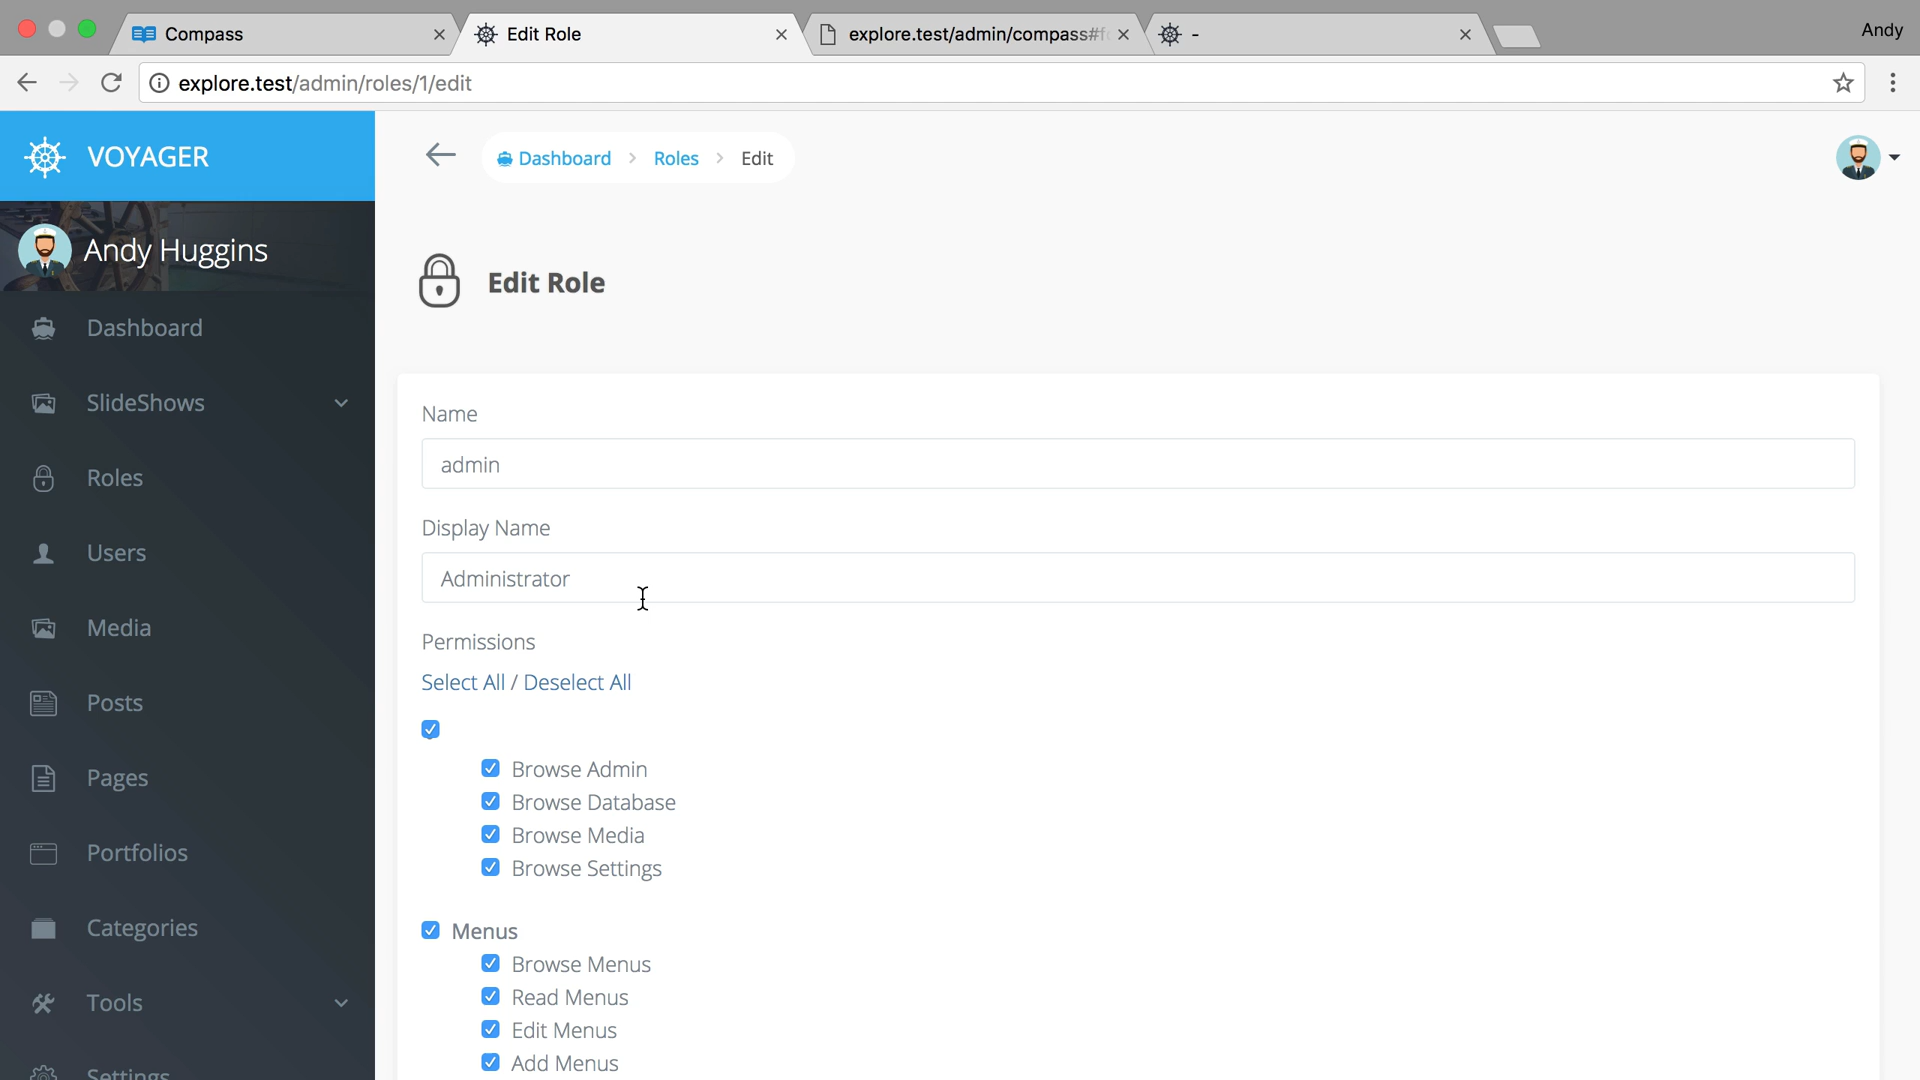 Compass
Edit Role
explore.test/admin/compass#f
-
Andy
explore.test/admin/roles/1/edit
VOYAGER
Dashboard > Roles > Edit
Andy Huggins
Edit Role
Dashboard
SlideShows
Roles
Users
Media
Posts
Pages
Portfolios
Categories
Tools
Settings
Name
admin
Display Name
Administrator
Permissions
Select All / Deselect All
Browse Admin
Browse Database
Browse Media
Browse Settings
Menus
Browse Menus
Read Menus
Edit Menus
Add Menus